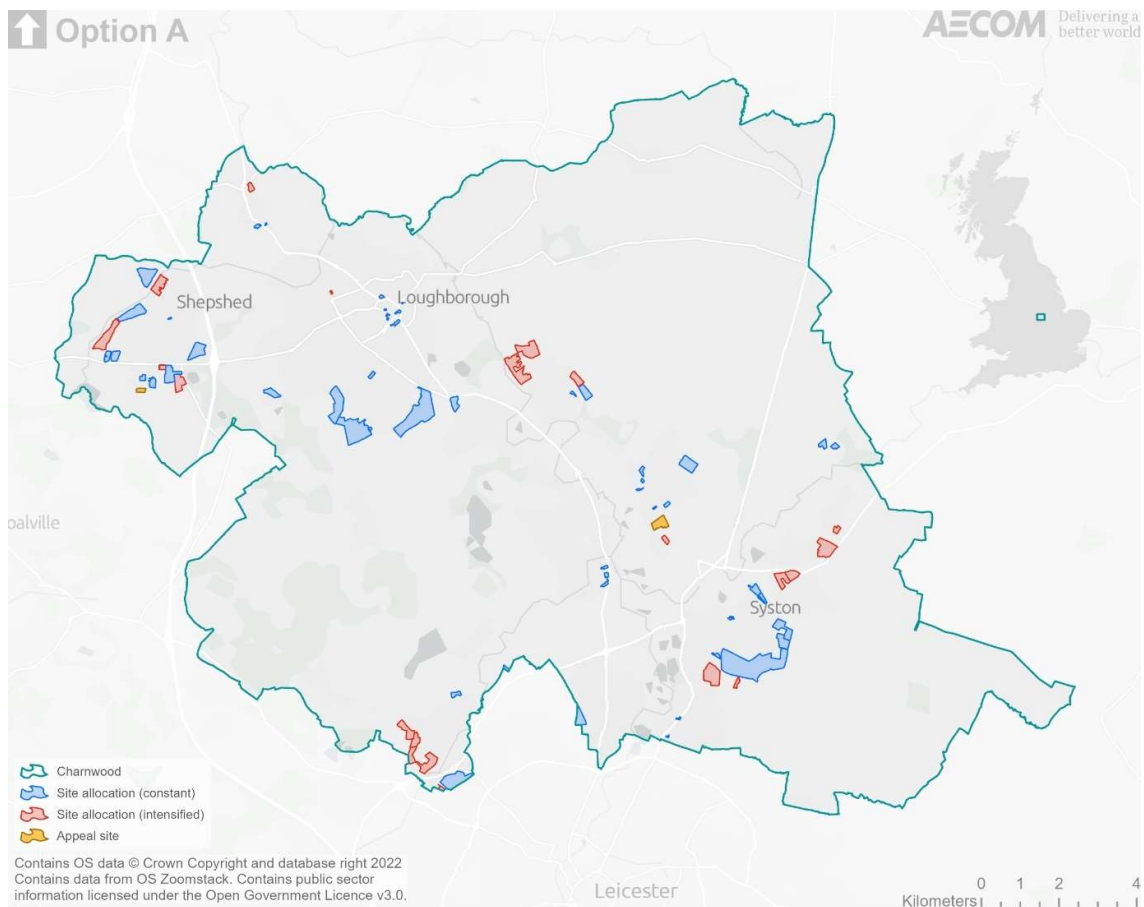 Option A
AECOM
Delivering a
better world
Shepshed
Loughborough
oalville
Syston
Leicester
Charnwood
Site allocation (constant)
Site allocation (intensified)
Appeal site
Contains OS data © Crown Copyright and database right 2022
Contains data from OS Zoomstack. Contains public sector
information licensed under the Open Government Licence v3.0.
0 1 2 4
Kilometers